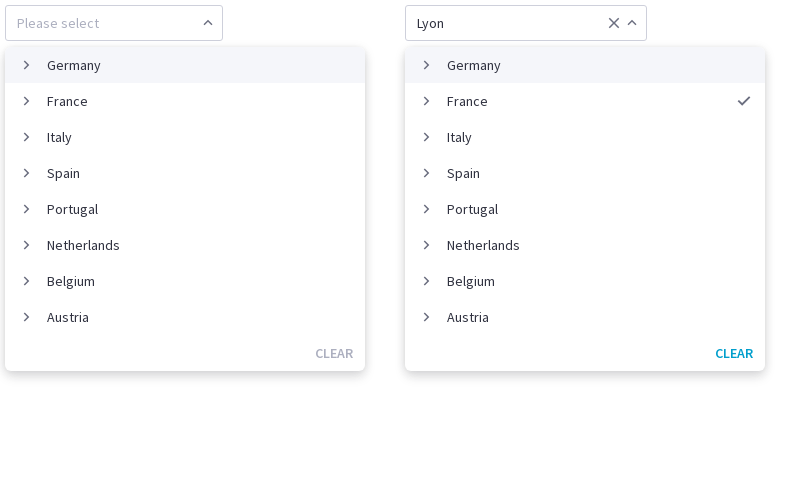 Please select
Germany
France
Italy
Spain
Portugal
Netherlands
Belgium
Austria
CLEAR
Lyon
Germany
France
Italy
Spain
Portugal
Netherlands
Belgium
Austria
CLEAR